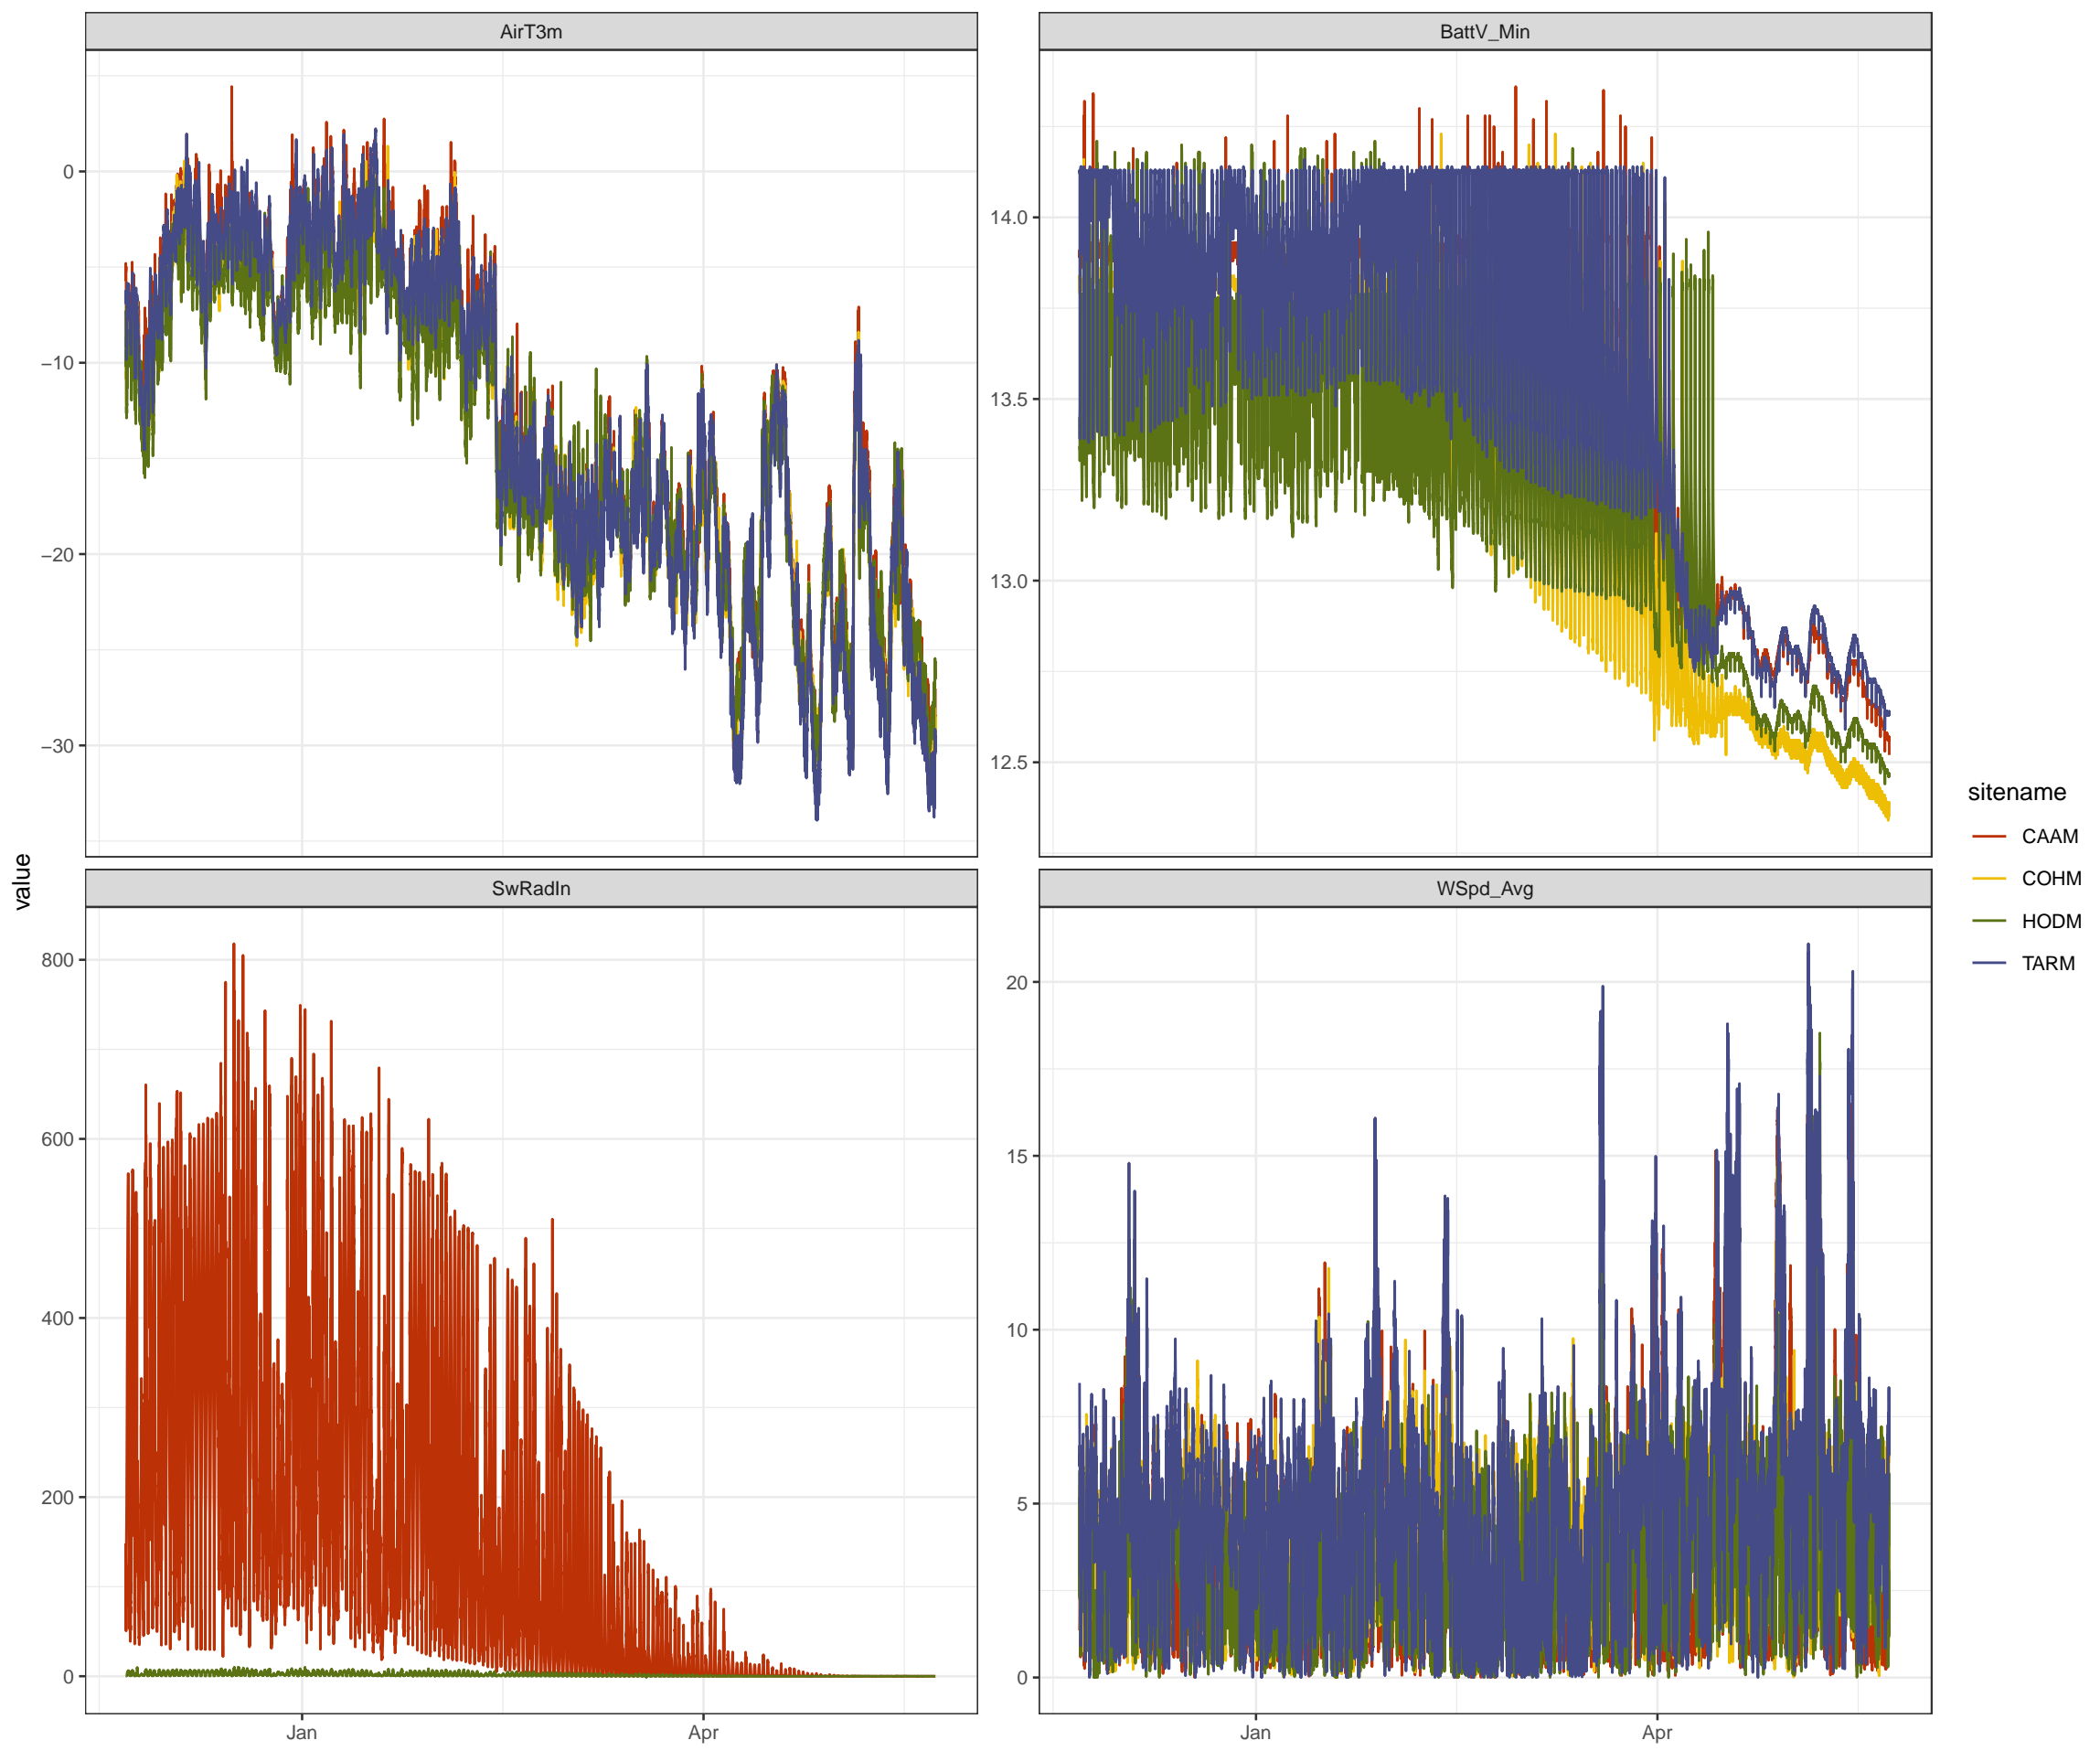 AirT3m
BattV_Min
0
−10
−20
−30
14.0
13.5
13.0
12.5
SwRadIn
WSpd_Avg
800
600
400
200
0
20
15
10
5
0
Jan
Apr
Jan
Apr
value
sitename
CAAM
COHM
HODM
TARM